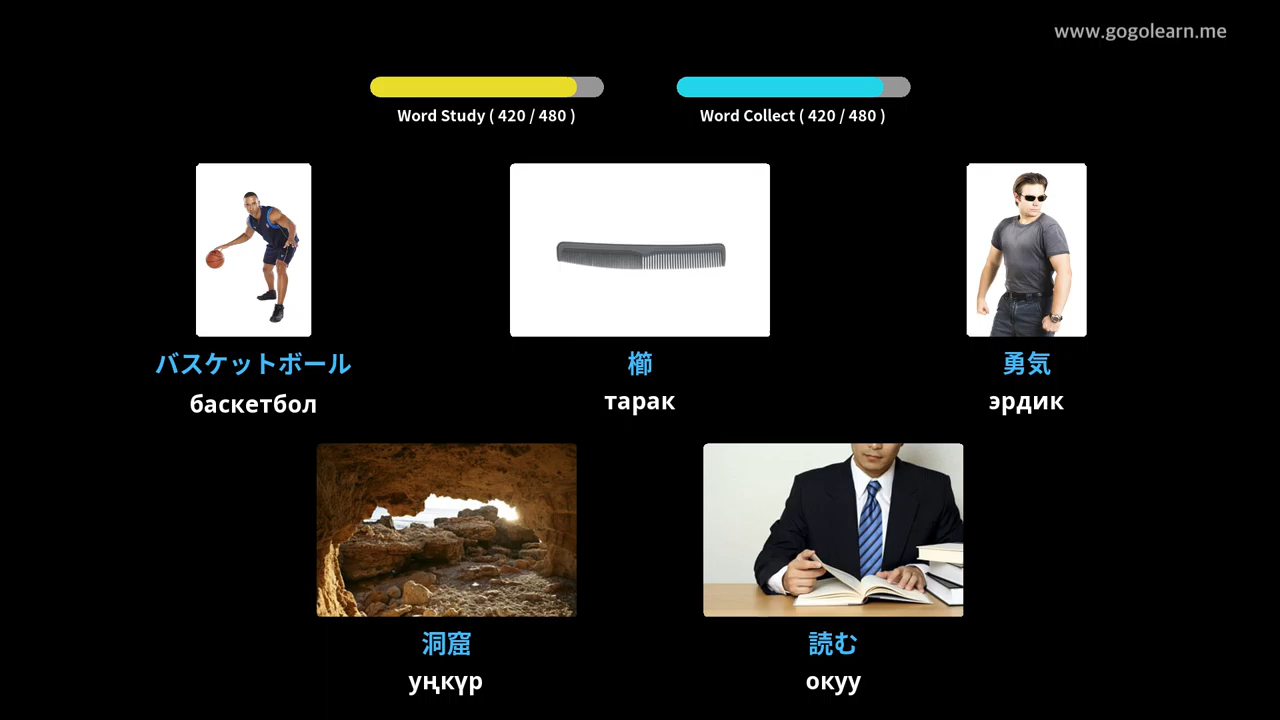 www.gogolearn.me
Word Study ( 420 / 480 )
Word Collect ( 420 / 480 )
バスケットボール
баскетбол
櫛
тарак
勇気
эрдик
洞窟
үңкүр
読む
окуу